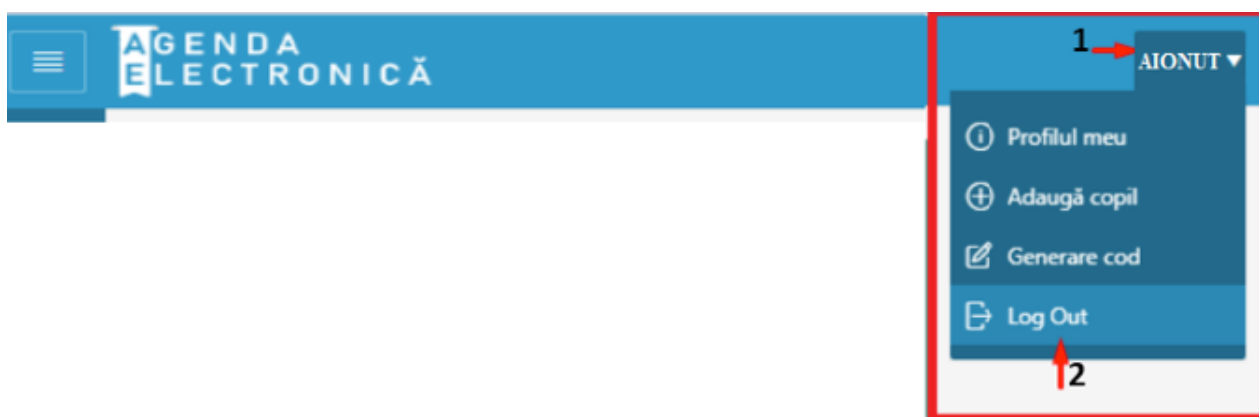 AGENDA
ELECTRONICĂ
1
AIONUT
Profilul meu
Adaugă copil
Generare cod
Log Out
2